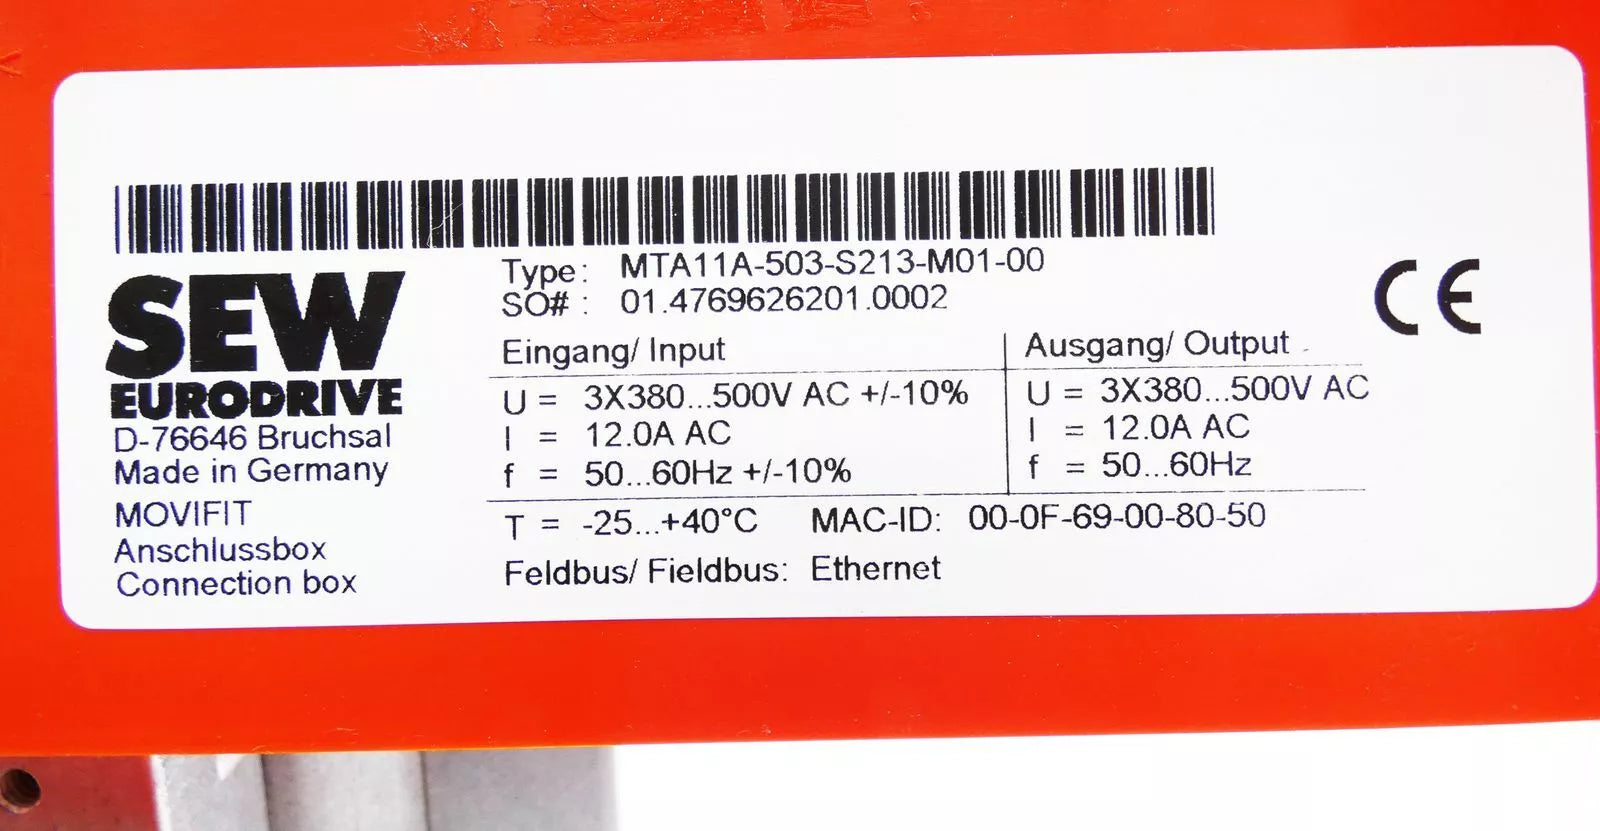 SEW
EURODRIVE
D-76646 Bruchsal
Made in Germany
MOVIFIT
Anschlussbox
Connection box
Type: MTA11A-503-S213-M01-00
SO# : 01.4769626201.0002
Eingang/ Input
U = 3X380...500V AC +/-10%
I = 12.0A AC
f = 50...60Hz +/-10%
Ausgang/ Output
U = 3X380...500V AC
I = 12.0A AC
f = 50...60Hz
T = -25...+40°C MAC-ID: 00-0F-69-00-80-50
Feldbus/ Fieldbus: Ethernet
CE